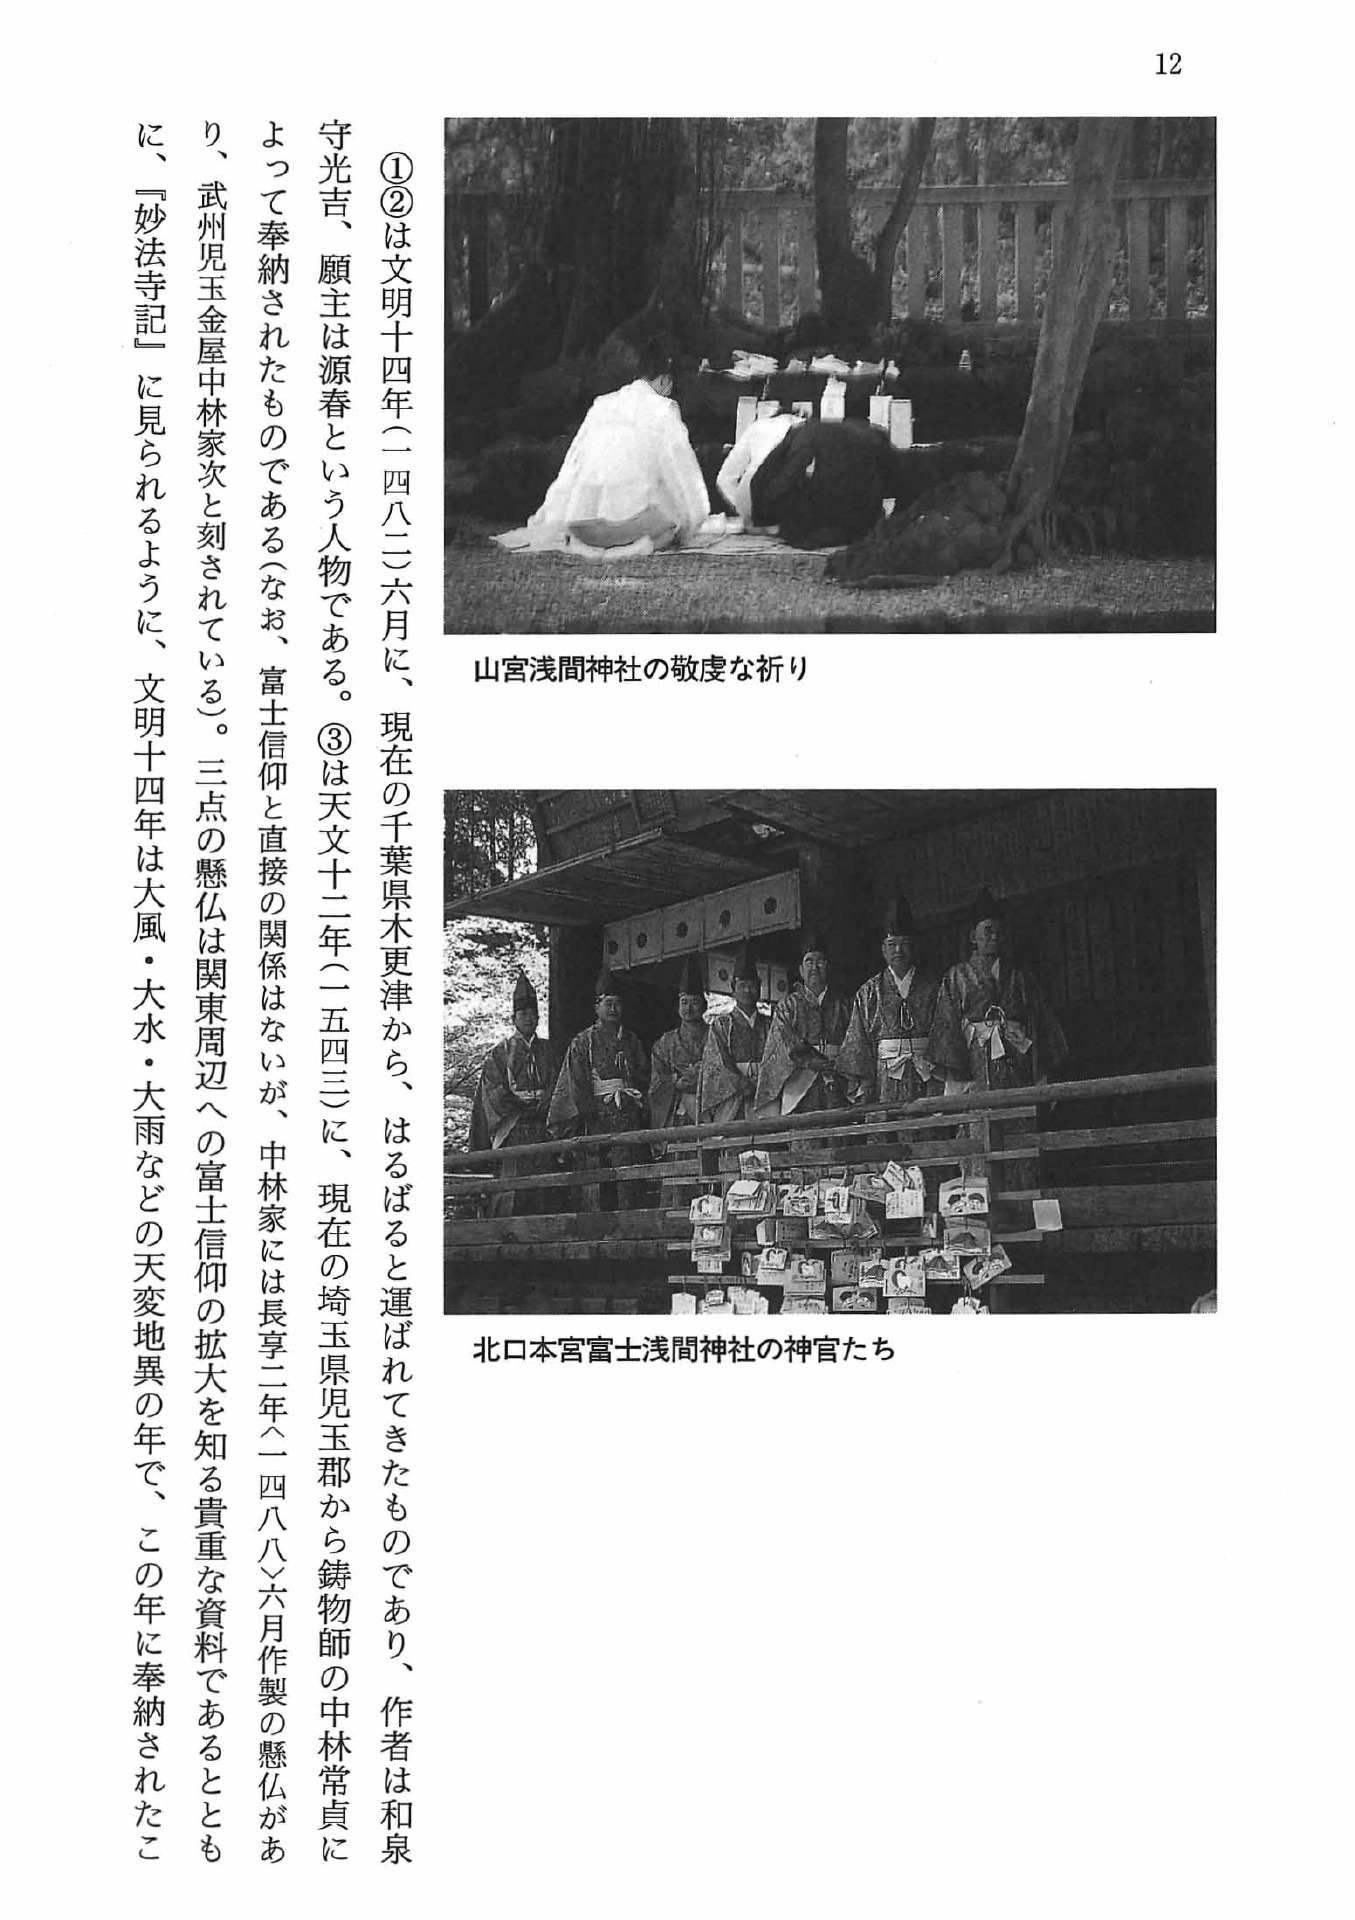 12
山宮浅間神社の敬虔な祈り
北口本宮富士浅間神社の神官たち
①②は文明十四年(一四八二)六月に、現在の千葉県木更津から、はるばると運ばれてきたものであり、作者は和泉
守光吉、願主は源春という人物である。③は天文十二年(一五四三)に、現在の埼玉県児玉郡から鋳物師の中林常貞に
よって奉納されたものである(なお、富士信仰と直接の関係はないが、中林家には長享二年〈一四八八〉六月作製の懸仏があ
り、武州児玉金屋中林家次と刻されている)。三点の懸仏は関東周辺への富士信仰の拡大を知る貴重な資料であるととも
に、『妙法寺記』に見られるように、文明十四年は大風・大水・大雨などの天変地異の年で、この年に奉納されたこ